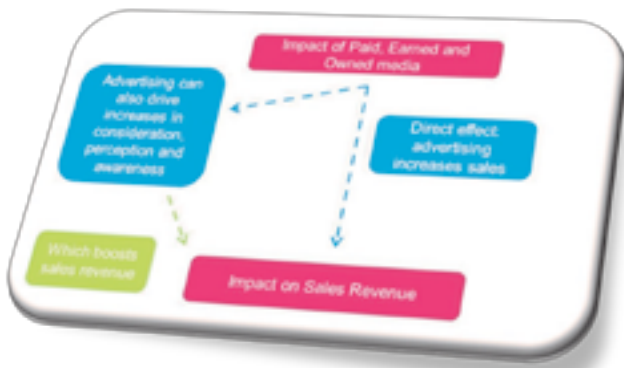 Impact of Paid, Earned and
Owned media
Advertising can
also drive
increases in
consideration,
perception and
awareness
Direct effect:
advertising
increases sales
Which boosts
sales revenue
Impact on Sales Revenue